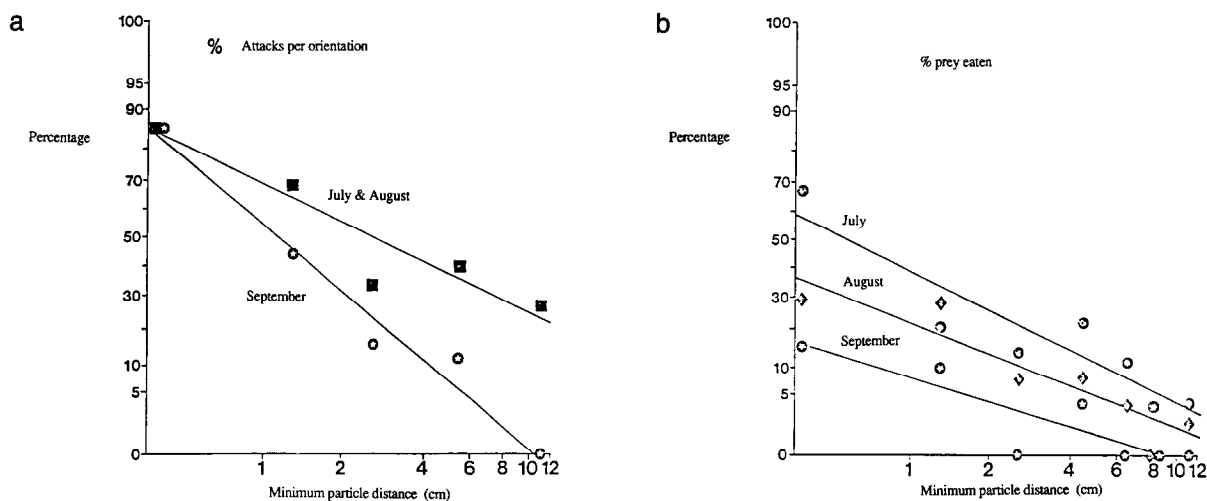 a
% Attacks per orientation
Percentage
100
95
90
70
50
30
10
5
0
July & August
September
1 2 4 6 8 10 12
Minimum particle distance (cm)
b
% prey eaten
Percentage
100
95
90
70
50
30
10
5
0
July
August
September
1 2 4 6 8 10 12
Minimum particle distance (cm)